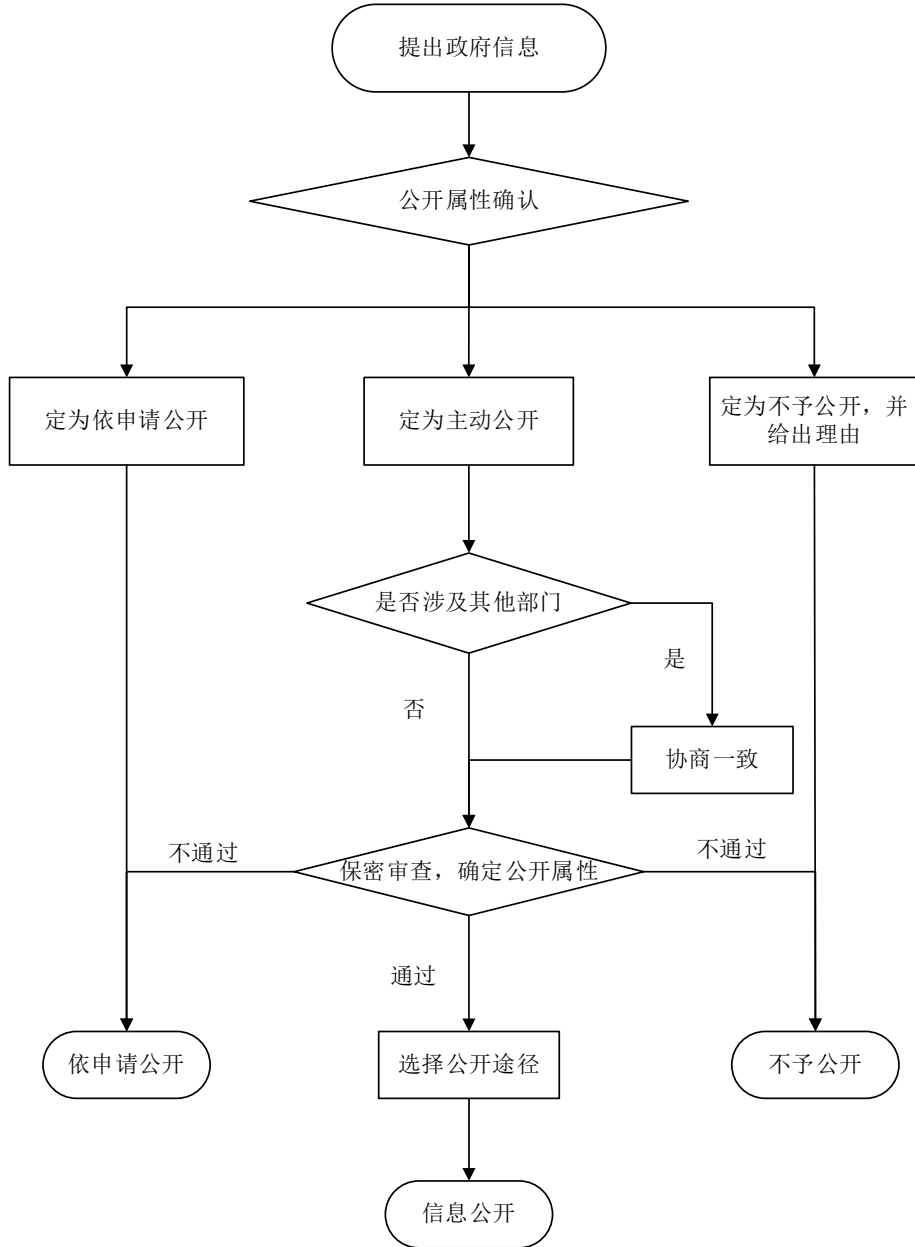 提出政府信息
公开属性确认
定为依申请公开
定为主动公开
定为不予公开，并
给出理由
是否涉及其他部门
是
否
协商一致
不通过
保密审查，确定公开属性
不通过
通过
依申请公开
选择公开途径
不予公开
信息公开